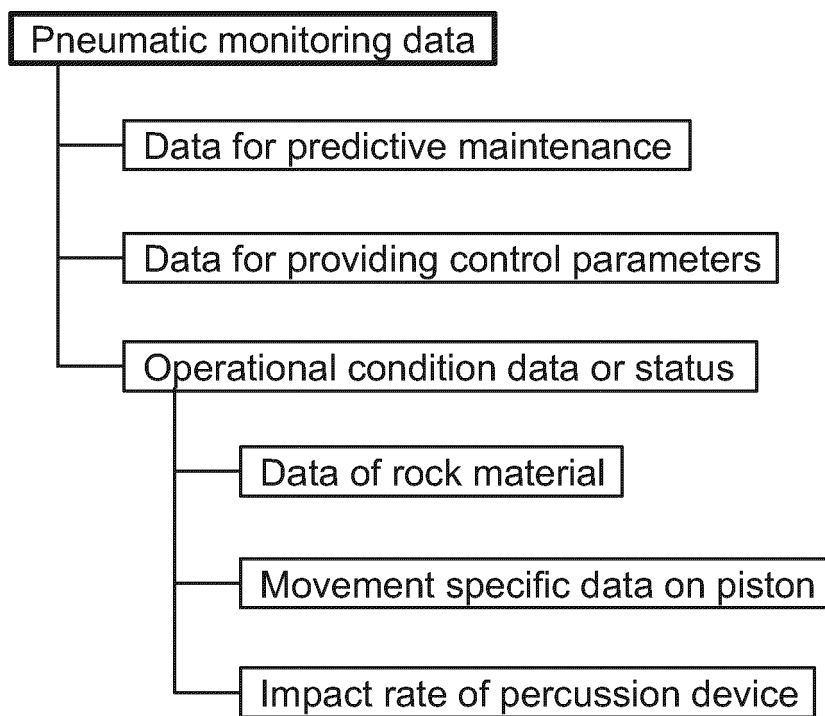 Pneumatic monitoring data
Data for predictive maintenance
Data for providing control parameters
Operational condition data or status
Data of rock material
Movement specific data on piston
Impact rate of percussion device